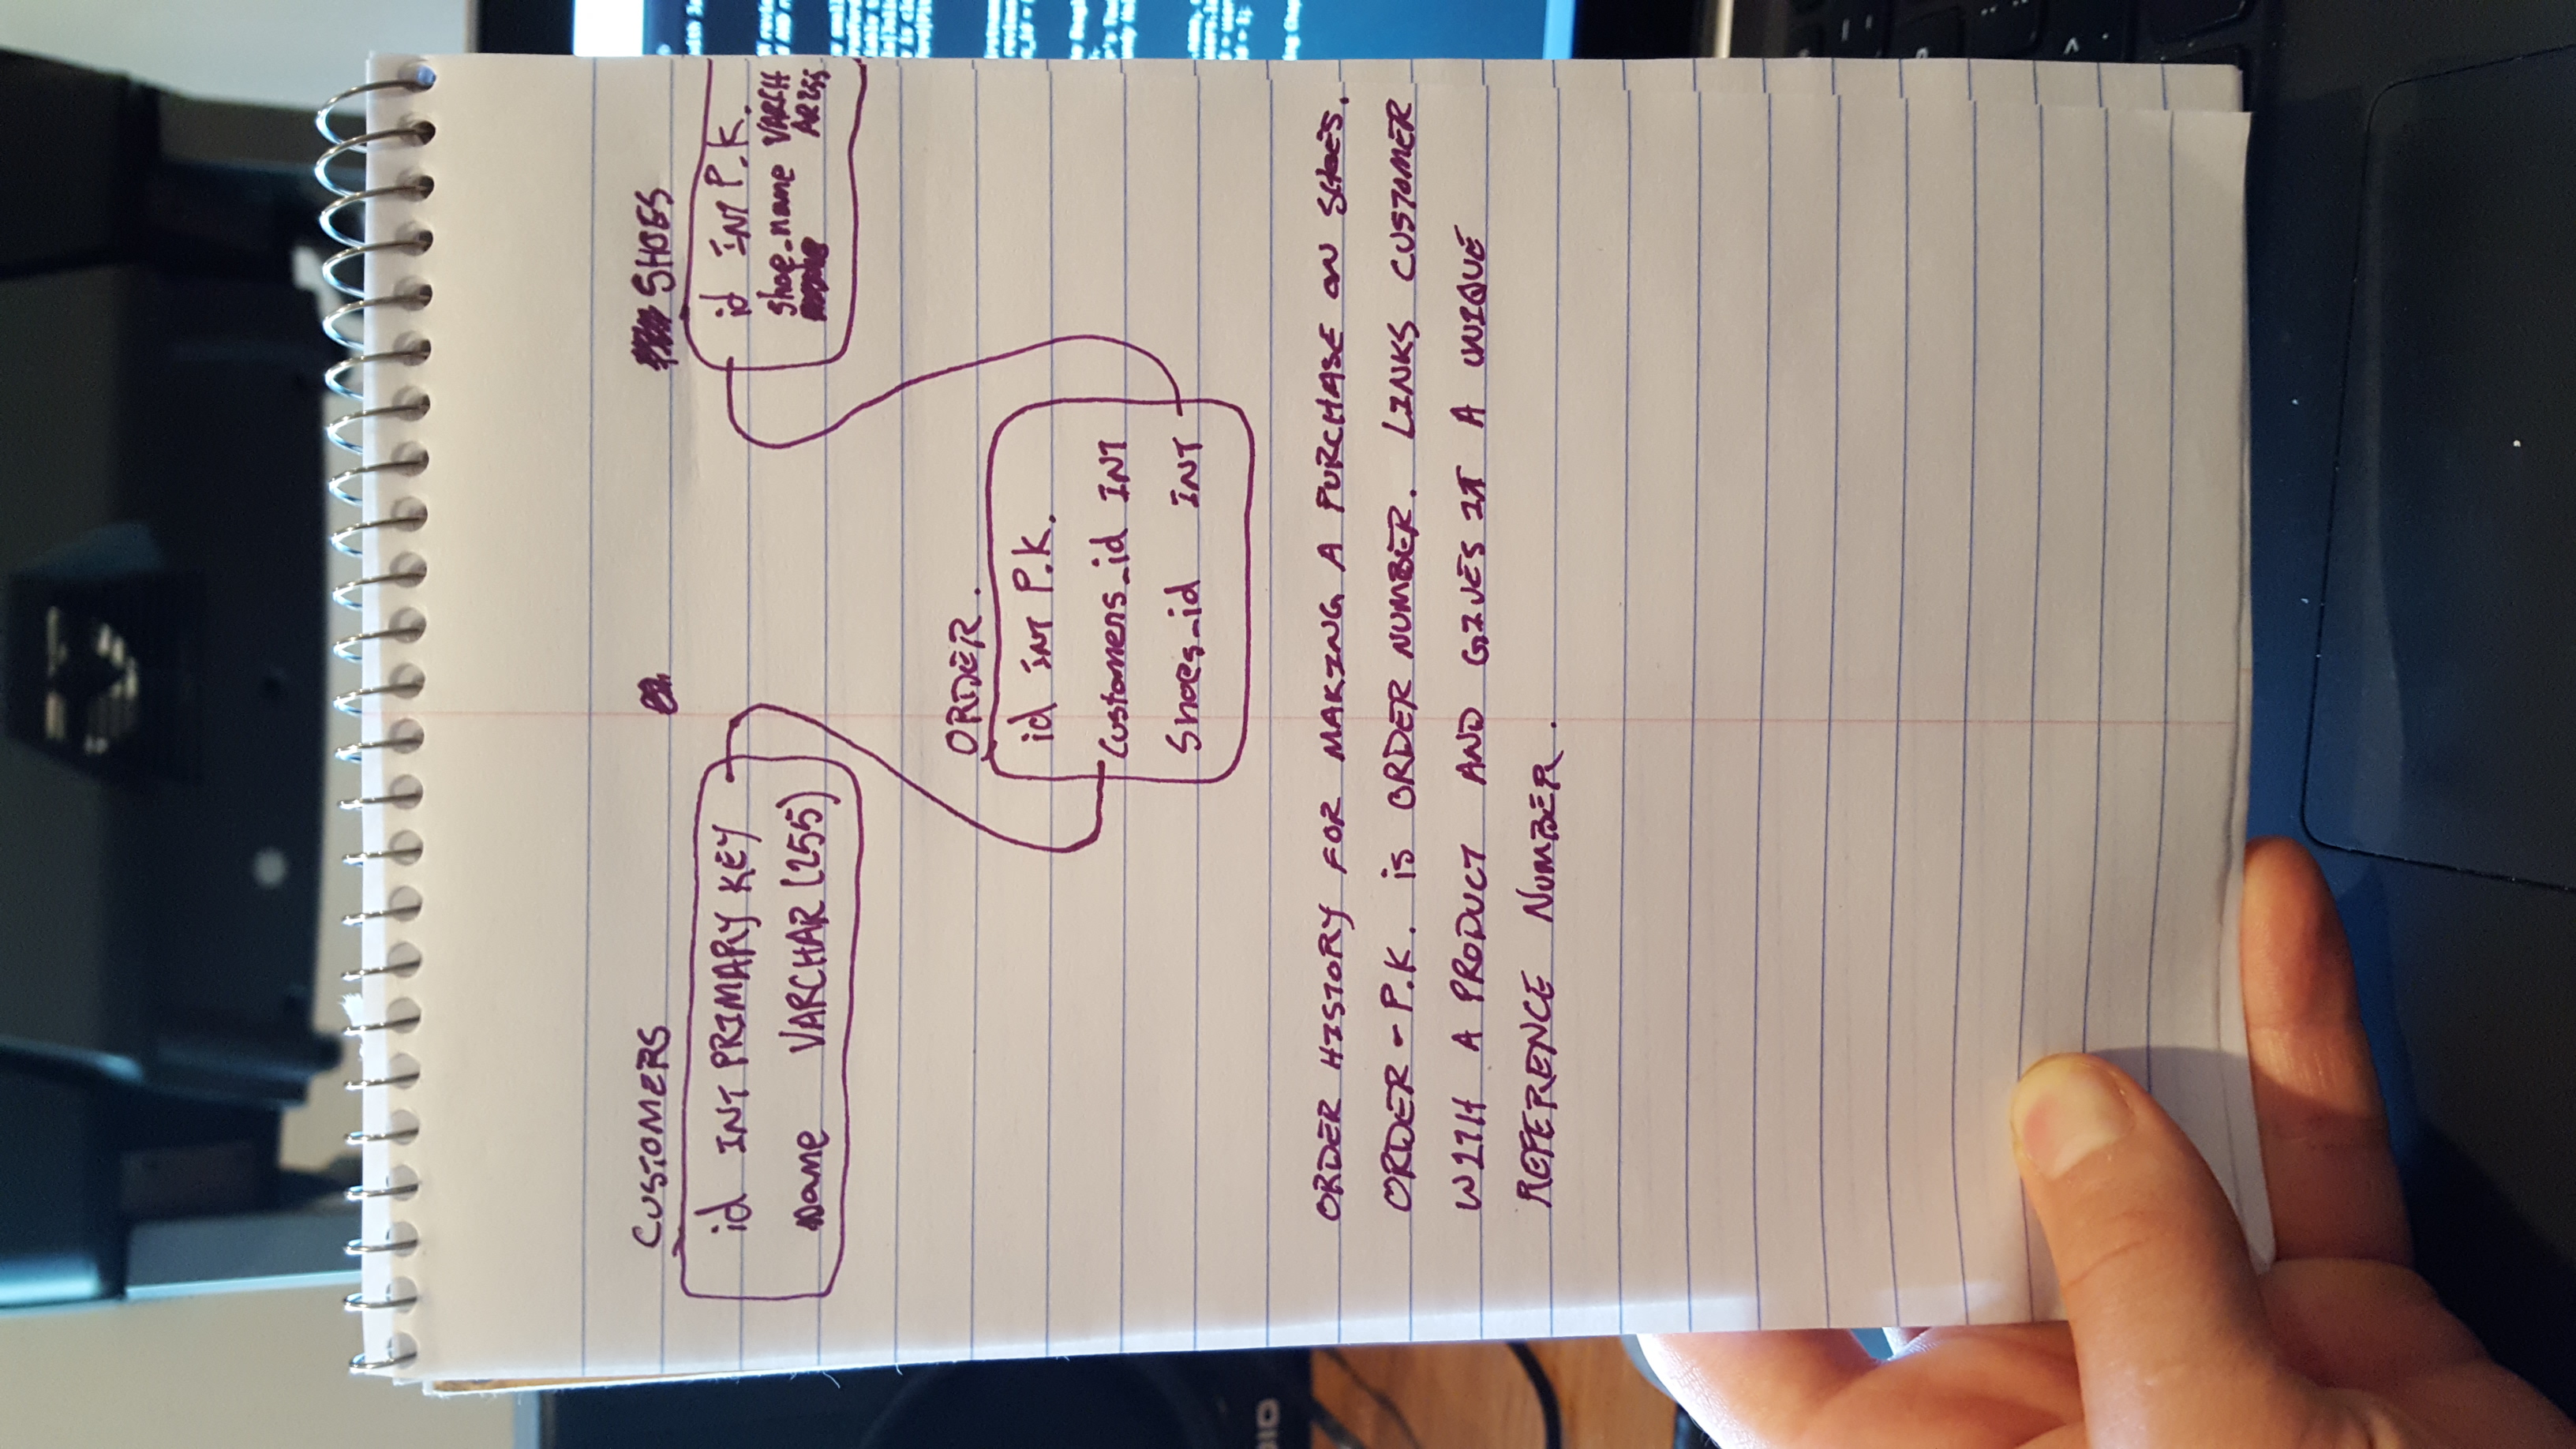 CUSTOMERS
SHOES
id INT PRIMARY KEY
name VARCHAR (255)
id INT P.K.
shoe_name VARCH
AR255
ORDER.
id INT P.K.
Customers_id INT
Shoes_id INT
ORDER HISTORY FOR MAKING A PURCHASE ON SHOES.
ORDER - P.K. is ORDER NUMBER. LINKS CUSTOMER
WITH A PRODUCT AND GIVES IT A UNIQUE
REFERENCE NUMBER.